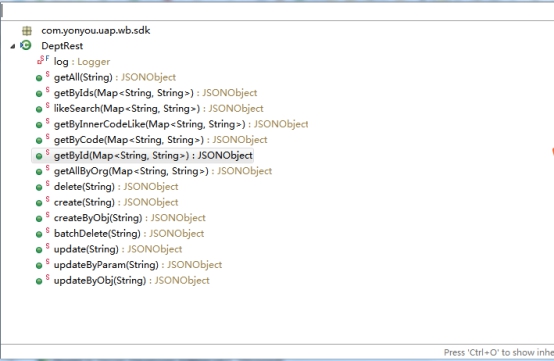 com.yonyou.uap.wb.sdk
DeptRest
S F log : Logger
S getAll(String) : JSONObject
S getByIds(Map<String, String>) : JSONObject
S likeSearch(Map<String, String>) : JSONObject
S getByInnerCodeLike(Map<String, String>) : JSONObject
S getByCode(Map<String, String>) : JSONObject
S getById(Map<String, String>) : JSONObject
S getAllByOrg(Map<String, String>) : JSONObject
S delete(String) : JSONObject
S create(String) : JSONObject
S createByObj(String) : JSONObject
S batchDelete(String) : JSONObject
S update(String) : JSONObject
S updateByParam(String) : JSONObject
S updateByObj(String) : JSONObject
Press 'Ctrl+O' to show inhe